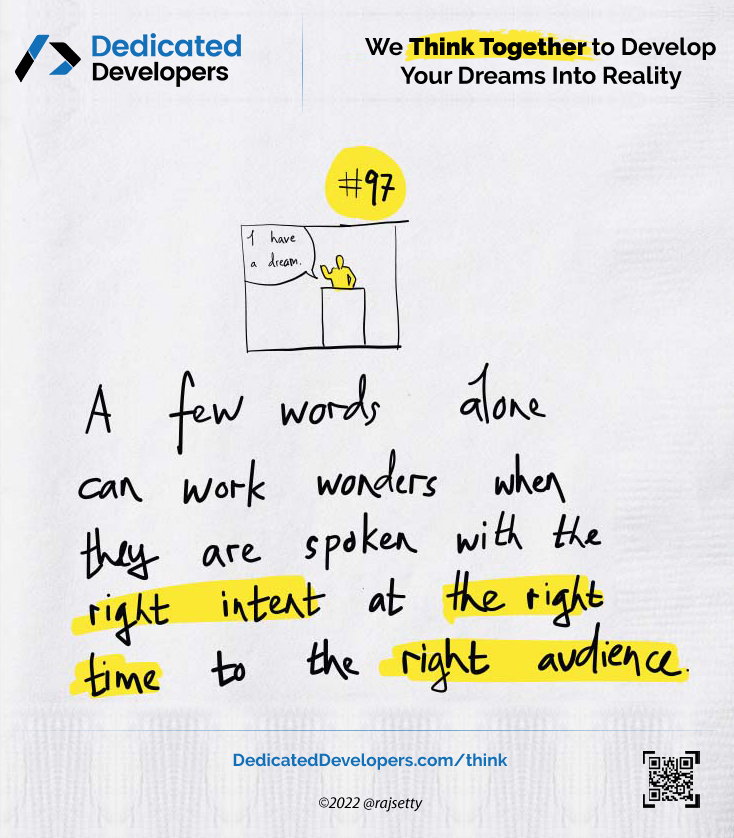 Dedicated
Developers
We Think Together to Develop
Your Dreams Into Reality
#97
I have
a dream.
A few words alone
can work wonders when
they are spoken with the
right intent at the right
time to the right audience.
DedicatedDevelopers.com/think
©2022 @rajsetty